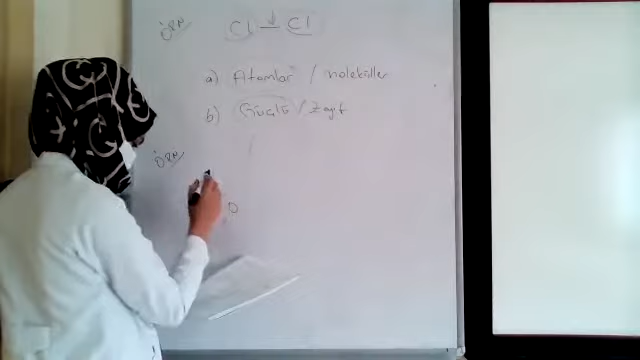 ÖRN Cl — Cl
a) Atomlar / moleküller
b) Güçlü / Zayıf
ÖRN
O